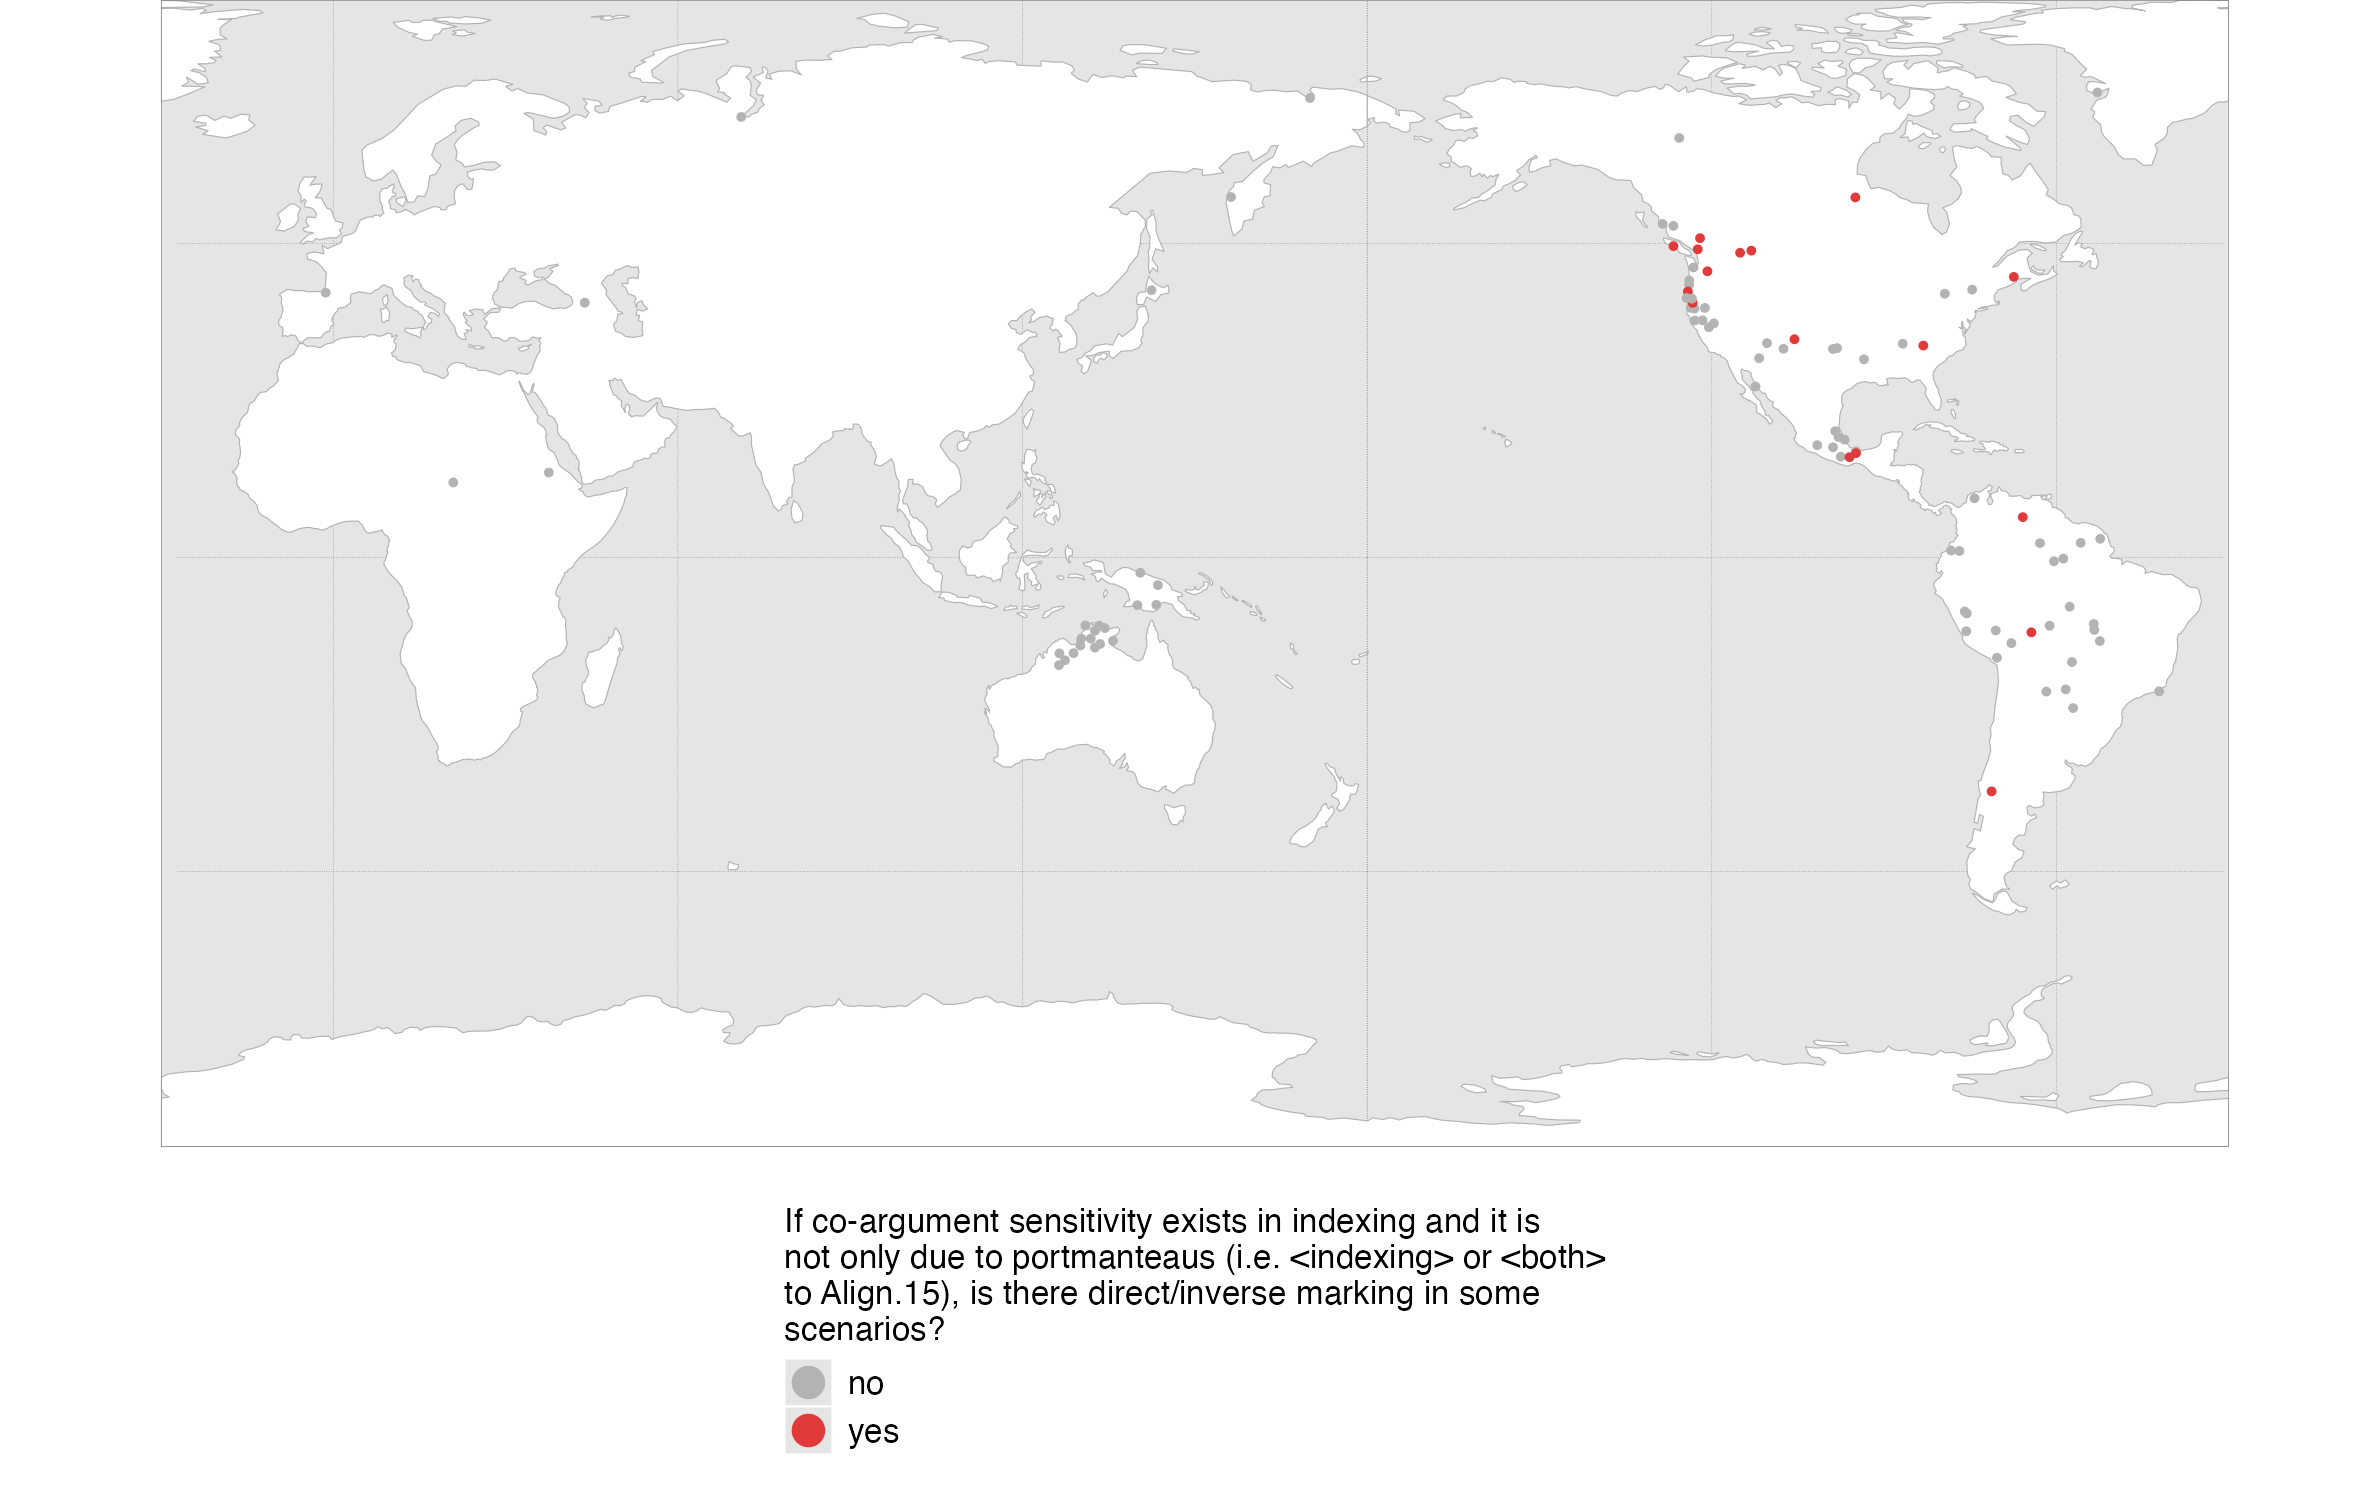 If co-argument sensitivity exists in indexing and it is
not only due to portmanteaus (i.e. <indexing> or <both>
to Align.15), is there direct/inverse marking in some
scenarios?
no
yes